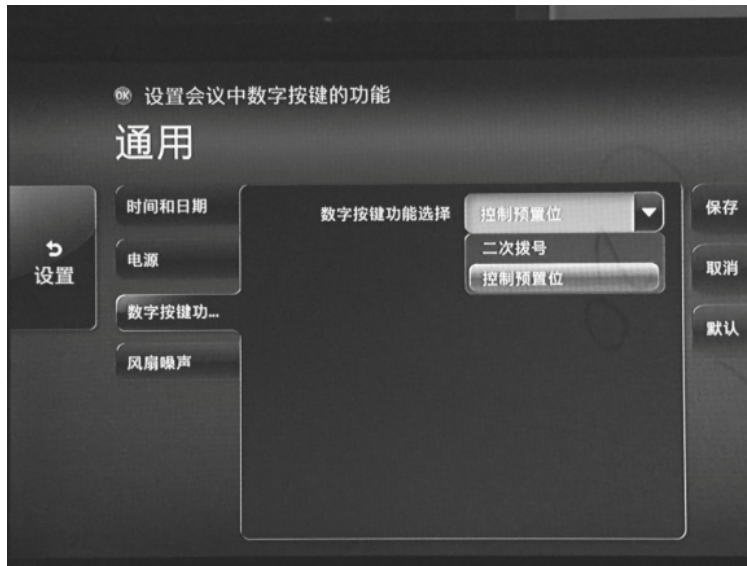 OK 设置会议中数字按键的功能
通用
设置
时间和日期
电源
数字按键功...
风扇噪声
数字按键功能选择 控制预置位
二次拨号
控制预置位
保存
取消
默认